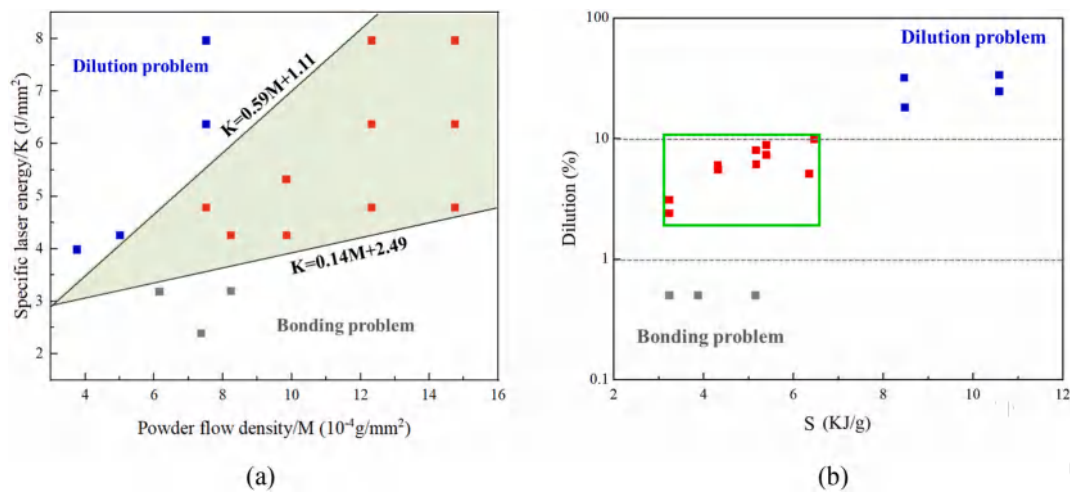 8
7
6
5
4
3
2
Specific laser energy/K (J/mm²)
Dilution problem
K=0.59M+1.11
K=0.14M+2.49
Bonding problem
4 6 8 10 12 14 16
Powder flow density/M (10⁻⁴g/mm²)
(a)
100
10
1
0.1
Dilution (%)
Dilution problem
Bonding problem
2 4 6 8 10 12
S (KJ/g)
(b)